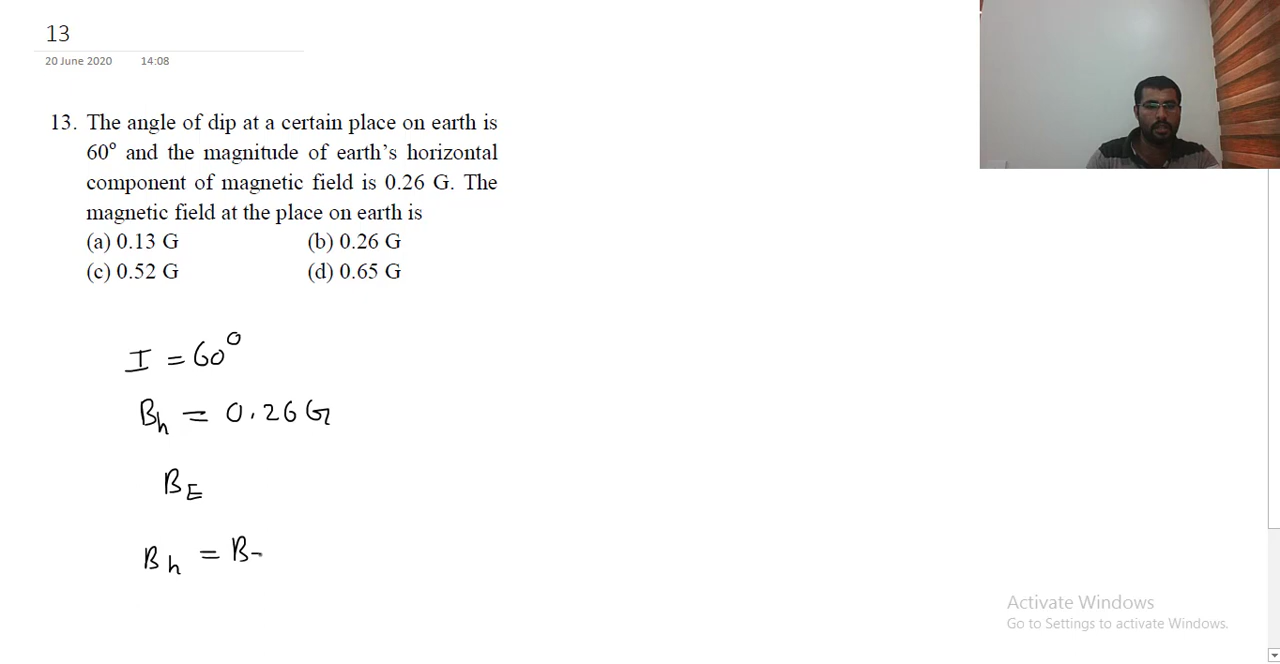 13
20 June 2020 14:08
13. The angle of dip at a certain place on earth is
60° and the magnitude of earth's horizontal
component of magnetic field is 0.26 G. The
magnetic field at the place on earth is
(a) 0.13 G (b) 0.26 G
(c) 0.52 G (d) 0.65 G
I = 60°
Bh = 0.26 G
BE
Bh = B-
Activate Windows
Go to Settings to activate Windows.